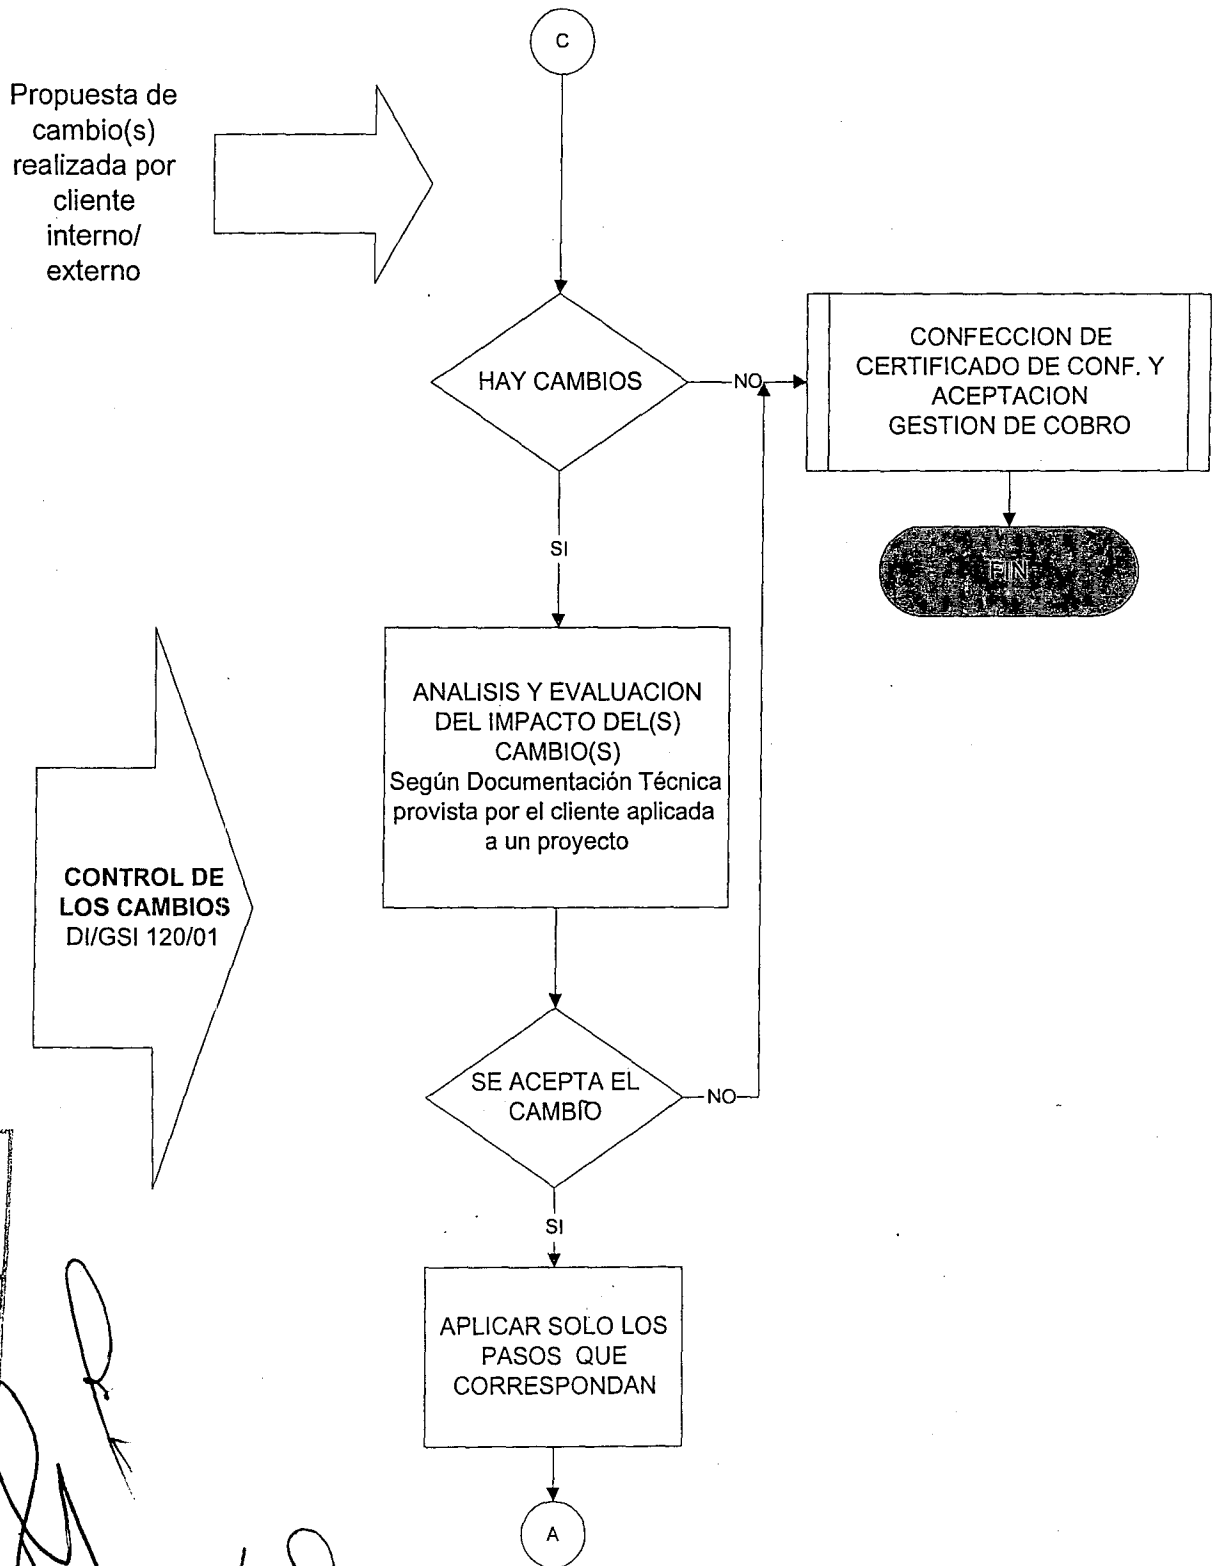 C
Propuesta de
cambio(s)
realizada por
cliente
interno/
externo
HAY CAMBIOS
NO
CONFECCION DE
CERTIFICADO DE CONF. Y
ACEPTACION
GESTION DE COBRO
SI
FIN
ANALISIS Y EVALUACION
DEL IMPACTO DEL(S)
CAMBIO(S)
Según Documentación Técnica
provista por el cliente aplicada
a un proyecto
CONTROL DE
LOS CAMBIOS
DI/GSI 120/01
SE ACEPTA EL
CAMBIO
NO
SI
APLICAR SOLO LOS
PASOS QUE
CORRESPONDAN
A